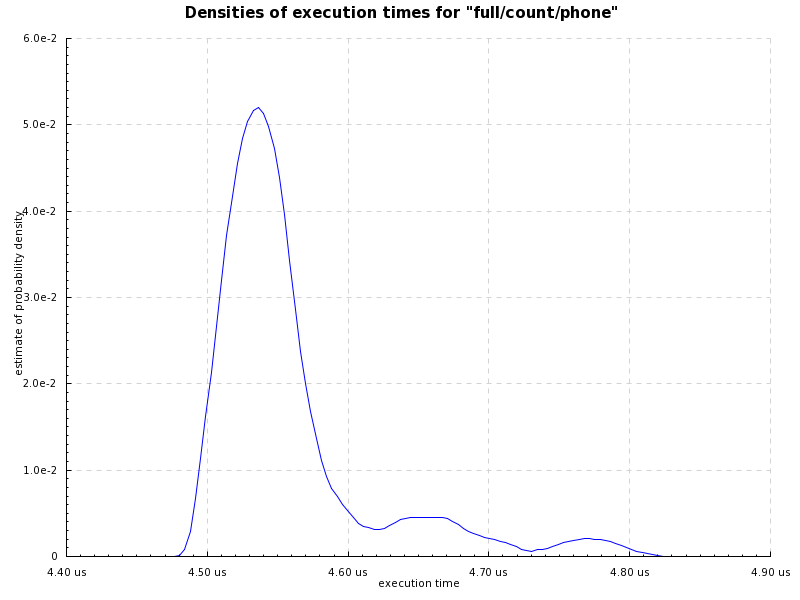 Densities of execution times for "full/count/phone"
6.0e-2
5.0e-2
4.0e-2
3.0e-2
2.0e-2
1.0e-2
0
estimate of probability density
4.40 us 4.50 us 4.60 us 4.70 us 4.80 us 4.90 us
execution time